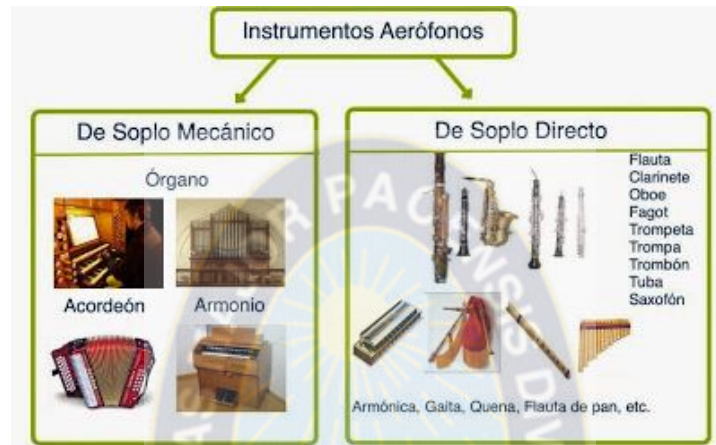 Instrumentos Aerófonos
De Soplo Mecánico
Órgano
Acordeón
Armonio
De Soplo Directo
Flauta
Clarinete
Oboe
Fagot
Trompeta
Trompa
Trombón
Tuba
Saxofón
Armónica, Gaita, Quena, Flauta de pan, etc.